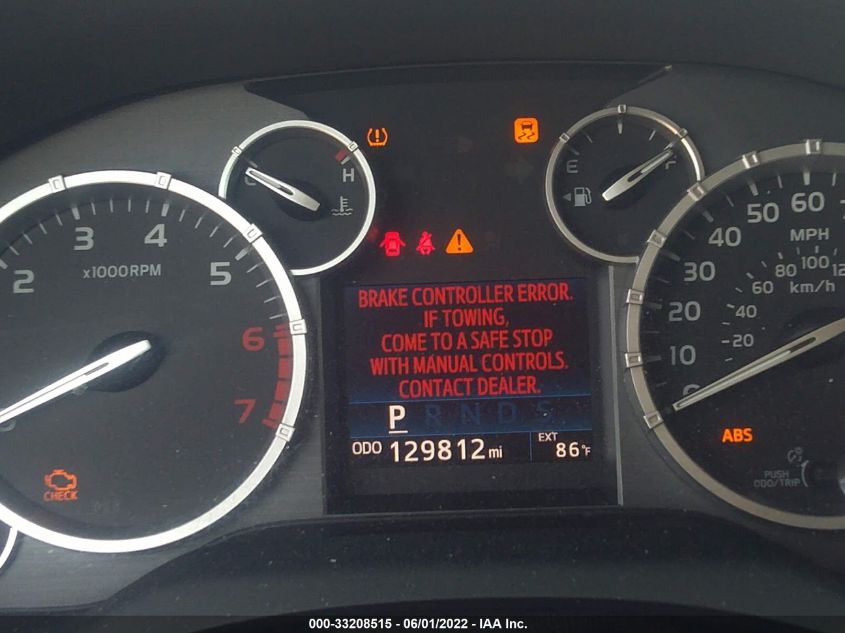 C
H
E
F
2
3
4
5
6
7
x1000RPM
CHECK
BRAKE CONTROLLER ERROR.
IF TOWING,
COME TO A SAFE STOP
WITH MANUAL CONTROLS.
CONTACT DEALER.
P R N D S
ODO 129812 mi
EXT
86°F
0
10
20
30
40
50
60
MPH
20
40
60
80
100
km/h
ABS
PUSH
ODO/TRIP
000-33208515 - 06/01/2022 - IAA Inc.